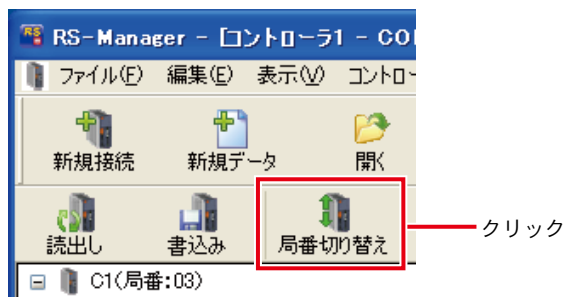 RS-Manager - [コントローラ1 - CO
ファイル(F) 編集(E) 表示(V) コントロー
新規接続 新規データ 開く
読出し 書込み 局番切り替え
クリック
C1(局番:03)